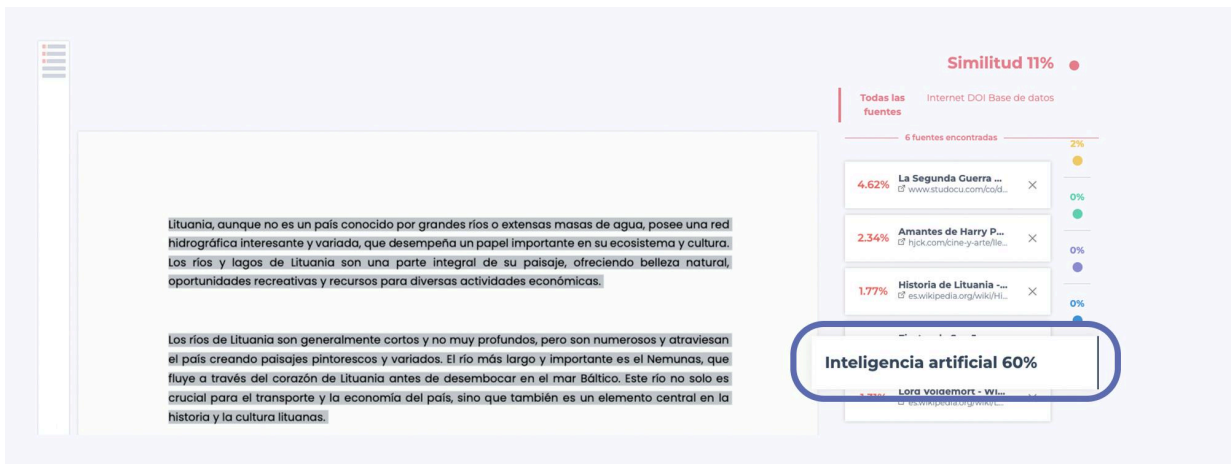 Similitud 11%
Todas las
fuentes
Internet DOI Base de datos
6 fuentes encontradas
2%
4.62% La Segunda Guerra ...
www.studocu.com/co/d...
0%
2.34% Amantes de Harry P...
hjck.com/cine-y-arte/lle...
0%
1.77% Historia de Lituania -...
es.wikipedia.org/wiki/Hi...
0%
Inteligencia artificial 60%
Lord Voldemort - Wi...
es.wikipedia.org/wiki/L...
Lituania, aunque no es un país conocido por grandes ríos o extensas masas de agua, posee una red
hidrográfica interesante y variada, que desempeña un papel importante en su ecosistema y cultura.
Los ríos y lagos de Lituania son una parte integral de su paisaje, ofreciendo belleza natural,
oportunidades recreativas y recursos para diversas actividades económicas.
Los ríos de Lituania son generalmente cortos y no muy profundos, pero son numerosos y atraviesan
el país creando paisajes pintorescos y variados. El río más largo y importante es el Nemunas, que
fluye a través del corazón de Lituania antes de desembocar en el mar Báltico. Este río no solo es
crucial para el transporte y la economía del país, sino que también es un elemento central en la
historia y la cultura lituanas.